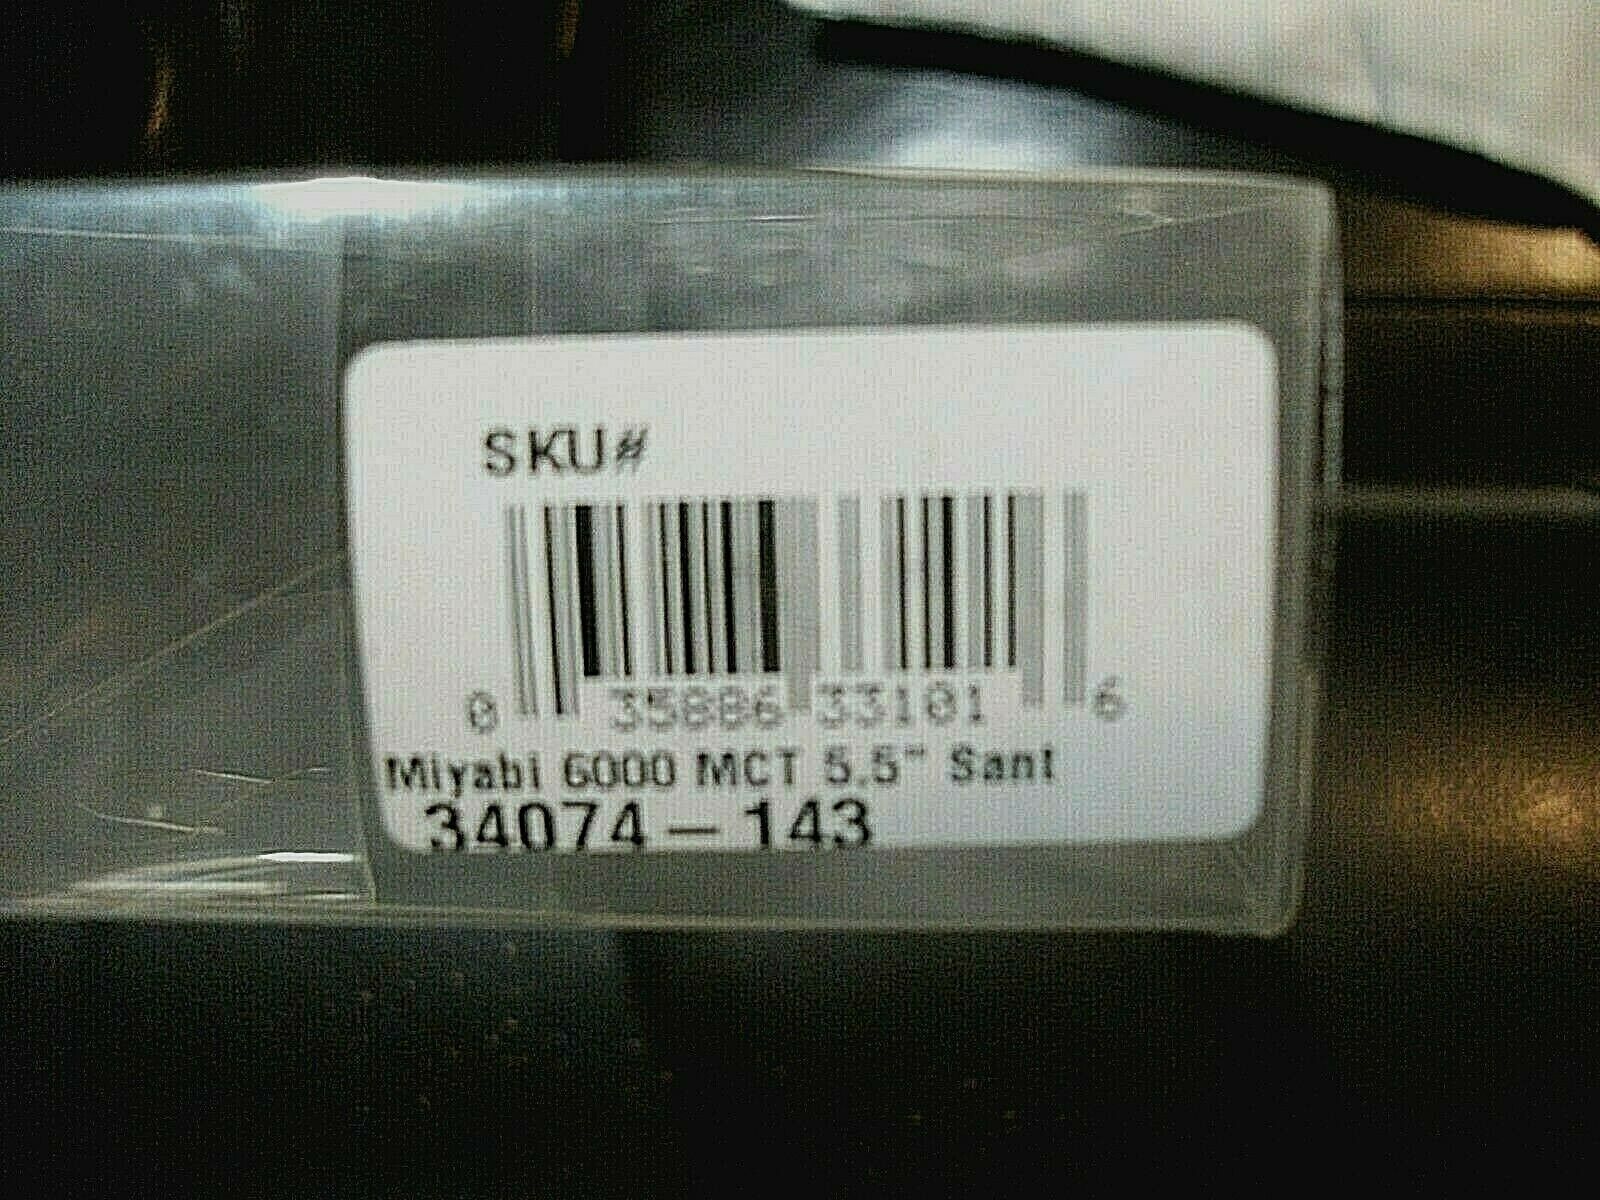 SKU#
0 35886 33101 6
Miyabi 6000 MCT 5.5" Sant
34074-143